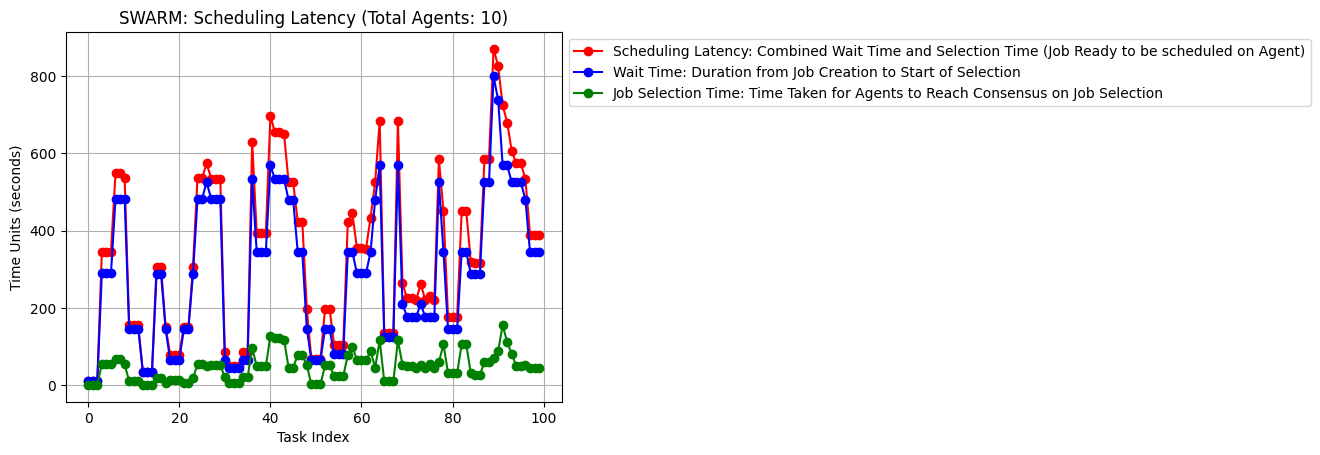 SWARM: Scheduling Latency (Total Agents: 10)
Scheduling Latency: Combined Wait Time and Selection Time (Job Ready to be scheduled on Agent)
Wait Time: Duration from Job Creation to Start of Selection
Job Selection Time: Time Taken for Agents to Reach Consensus on Job Selection
Time Units (seconds)
800
600
400
200
0
0 20 40 60 80 100
Task Index